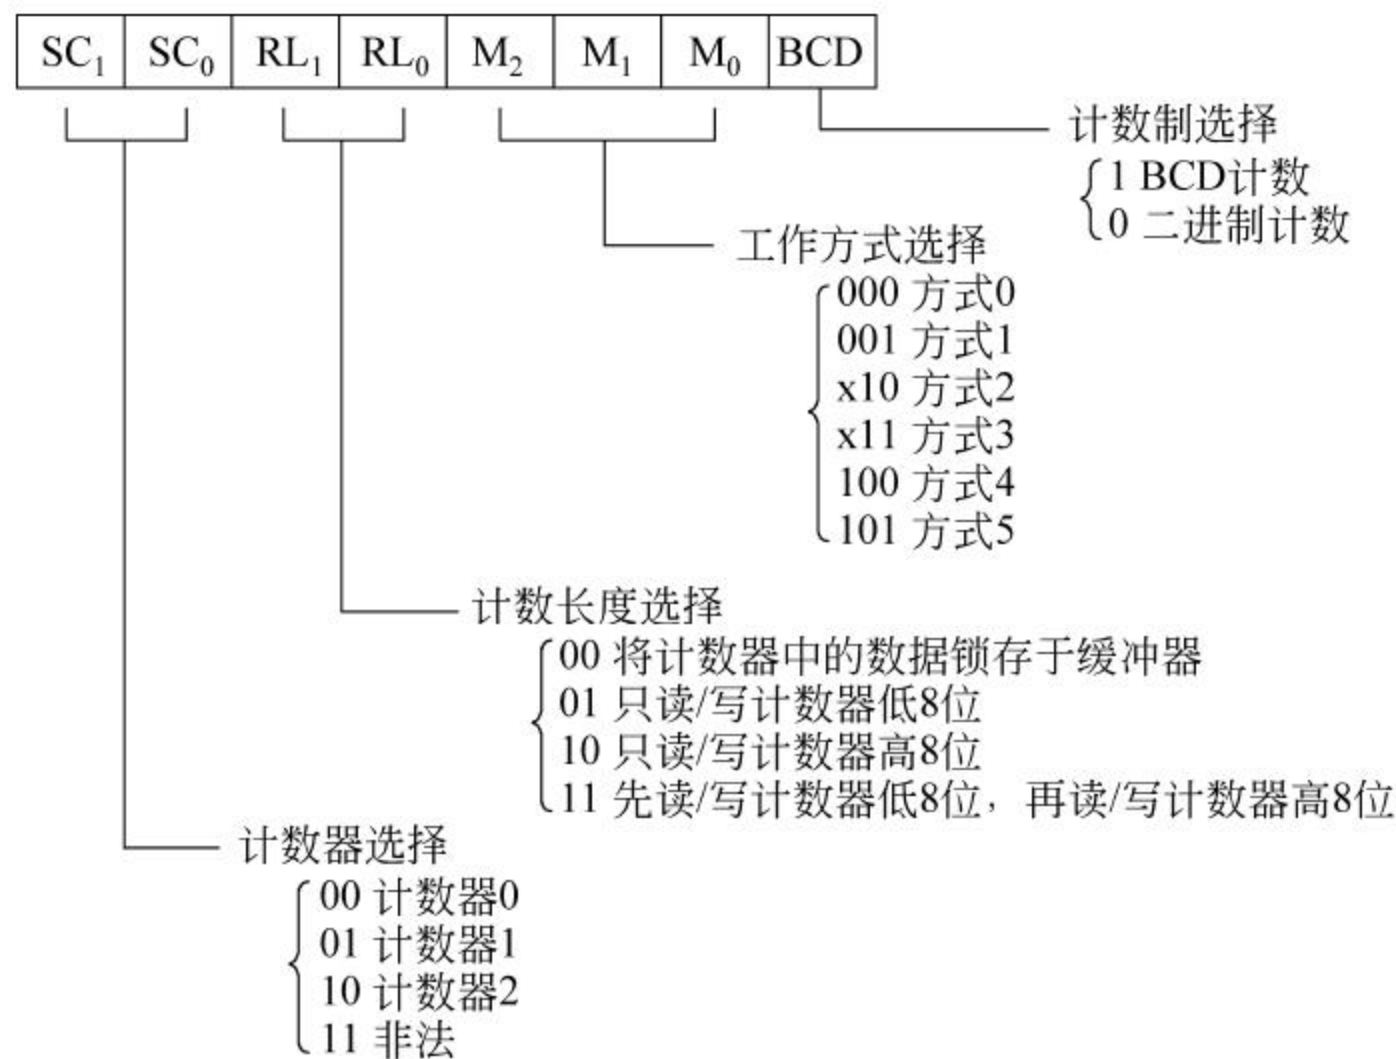 SC₁ SC₀ RL₁ RL₀ M₂ M₁ M₀ BCD
计数制选择
1 BCD计数
0 二进制计数
工作方式选择
000 方式0
001 方式1
x10 方式2
x11 方式3
100 方式4
101 方式5
计数长度选择
00 将计数器中的数据锁存于缓冲器
01 只读/写计数器低8位
10 只读/写计数器高8位
11 先读/写计数器低8位，再读/写计数器高8位
计数器选择
00 计数器0
01 计数器1
10 计数器2
11 非法